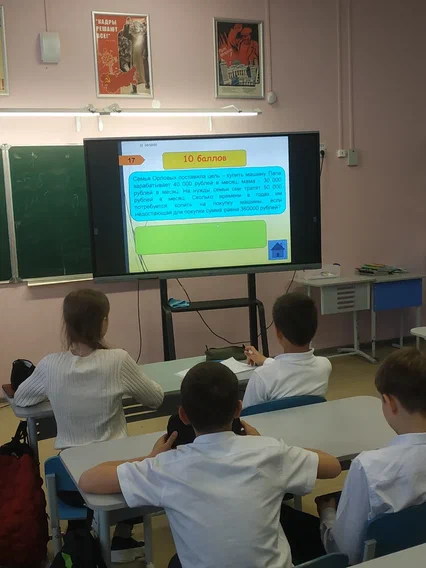 "КАДРЫ
РЕШАЮТ
ВСЕ!"
17
10 баллов
Семья Орловых поставила цель - купить машину. Папа
зарабатывает 40 000 рублей в месяц, мама - 30 000
рублей в месяц. На нужды семьи они тратят 50 000
рублей в месяц. Сколько времени в годах им
потребуется копить на покупку машины, если
недостающая для покупки сумма равна 360000 рублей?